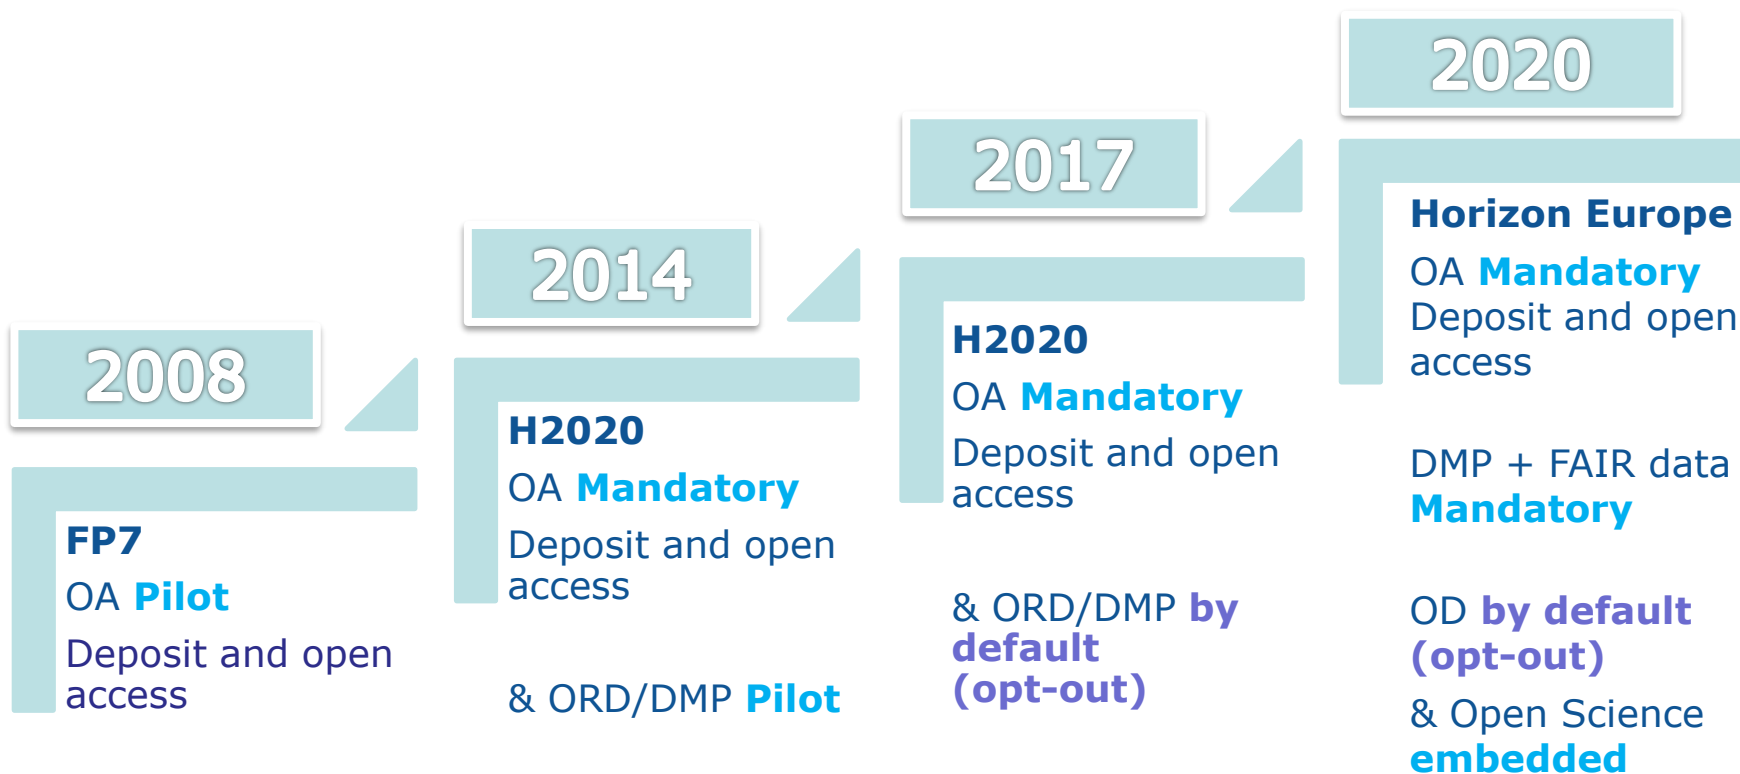 2008
FP7
OA Pilot
Deposit and open
access
2014
H2020
OA Mandatory
Deposit and open
access
& ORD/DMP Pilot
2017
H2020
OA Mandatory
Deposit and open
access
& ORD/DMP by
default
(opt-out)
2020
Horizon Europe
OA Mandatory
Deposit and open
access
DMP + FAIR data
Mandatory
OD by default
(opt-out)
& Open Science
embedded